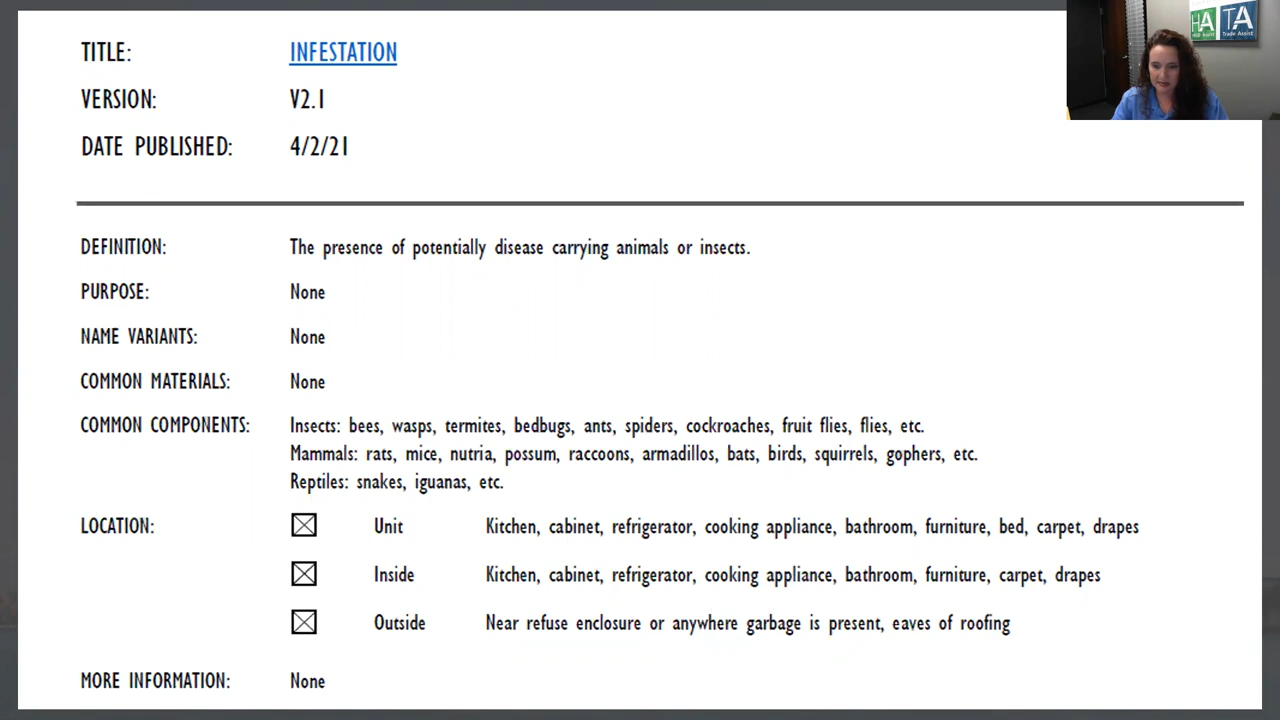 TITLE: INFESTATION
VERSION: V2.1
DATE PUBLISHED: 4/2/21
DEFINITION: The presence of potentially disease carrying animals or insects.
PURPOSE: None
NAME VARIANTS: None
COMMON MATERIALS: None
COMMON COMPONENTS: Insects: bees, wasps, termites, bedbugs, ants, spiders, cockroaches, fruit flies, flies, etc.
Mammals: rats, mice, nutria, possum, raccoons, armadillos, bats, birds, squirrels, gophers, etc.
Reptiles: snakes, iguanas, etc.
LOCATION: Unit Kitchen, cabinet, refrigerator, cooking appliance, bathroom, furniture, bed, carpet, drapes
Inside Kitchen, cabinet, refrigerator, cooking appliance, bathroom, furniture, carpet, drapes
Outside Near refuse enclosure or anywhere garbage is present, eaves of roofing
MORE INFORMATION: None
HA TA
Trade Assist